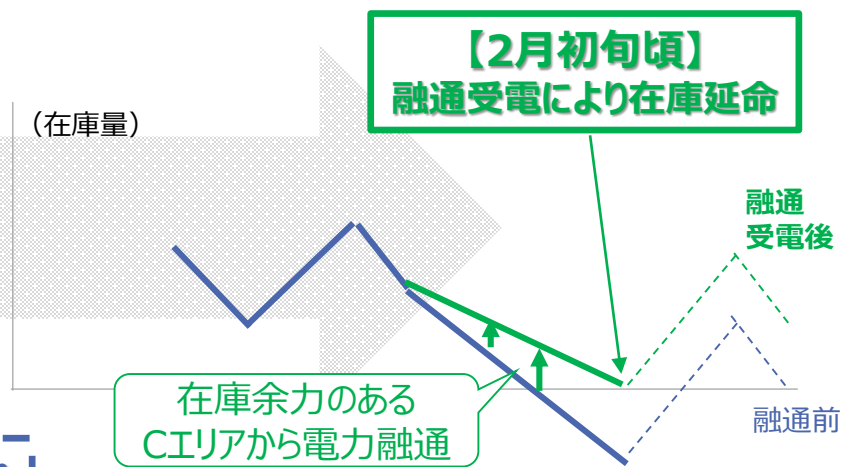 【2月初旬頃】
融通受電により在庫延命
（在庫量）
融通
受電後
在庫余力のある
Cエリアから電力融通
融通前